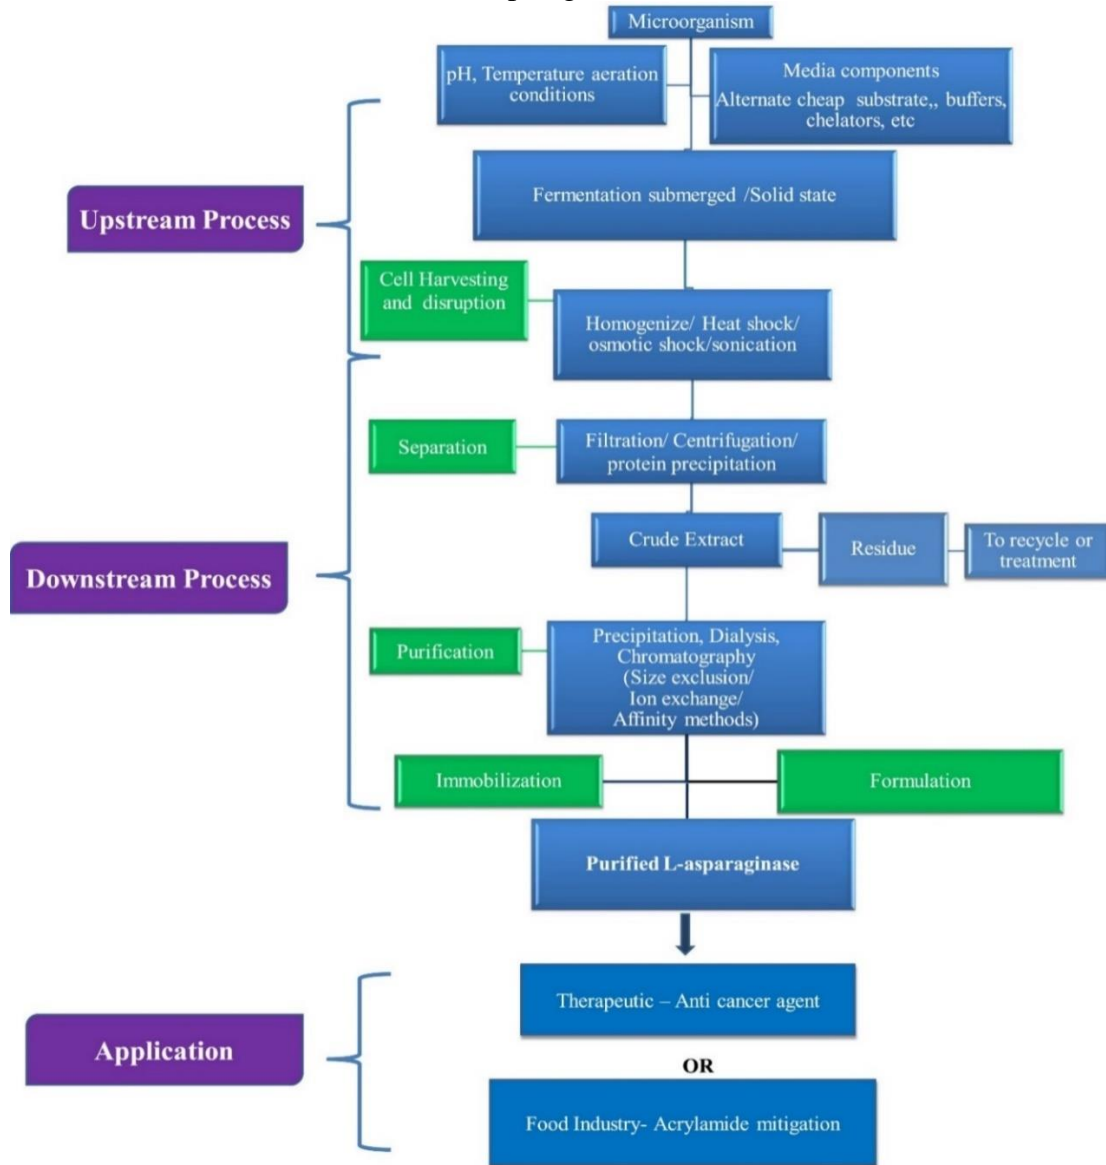 Microorganism
pH, Temperature aeration
conditions
Media components
Alternate cheap substrate,, buffers,
chelators, etc
Fermentation submerged /Solid state
Upstream Process
Cell Harvesting
and disruption
Homogenize/ Heat shock/
osmotic shock/sonication
Separation
Filtration/ Centrifugation/
protein precipitation
Crude Extract
Residue
To recycle or
treatment
Downstream Process
Purification
Precipitation, Dialysis,
Chromatography
(Size exclusion/
Ion exchange/
Affinity methods)
Immobilization
Formulation
Purified L-asparaginase
Therapeutic – Anti cancer agent
Application
OR
Food Industry- Acrylamide mitigation